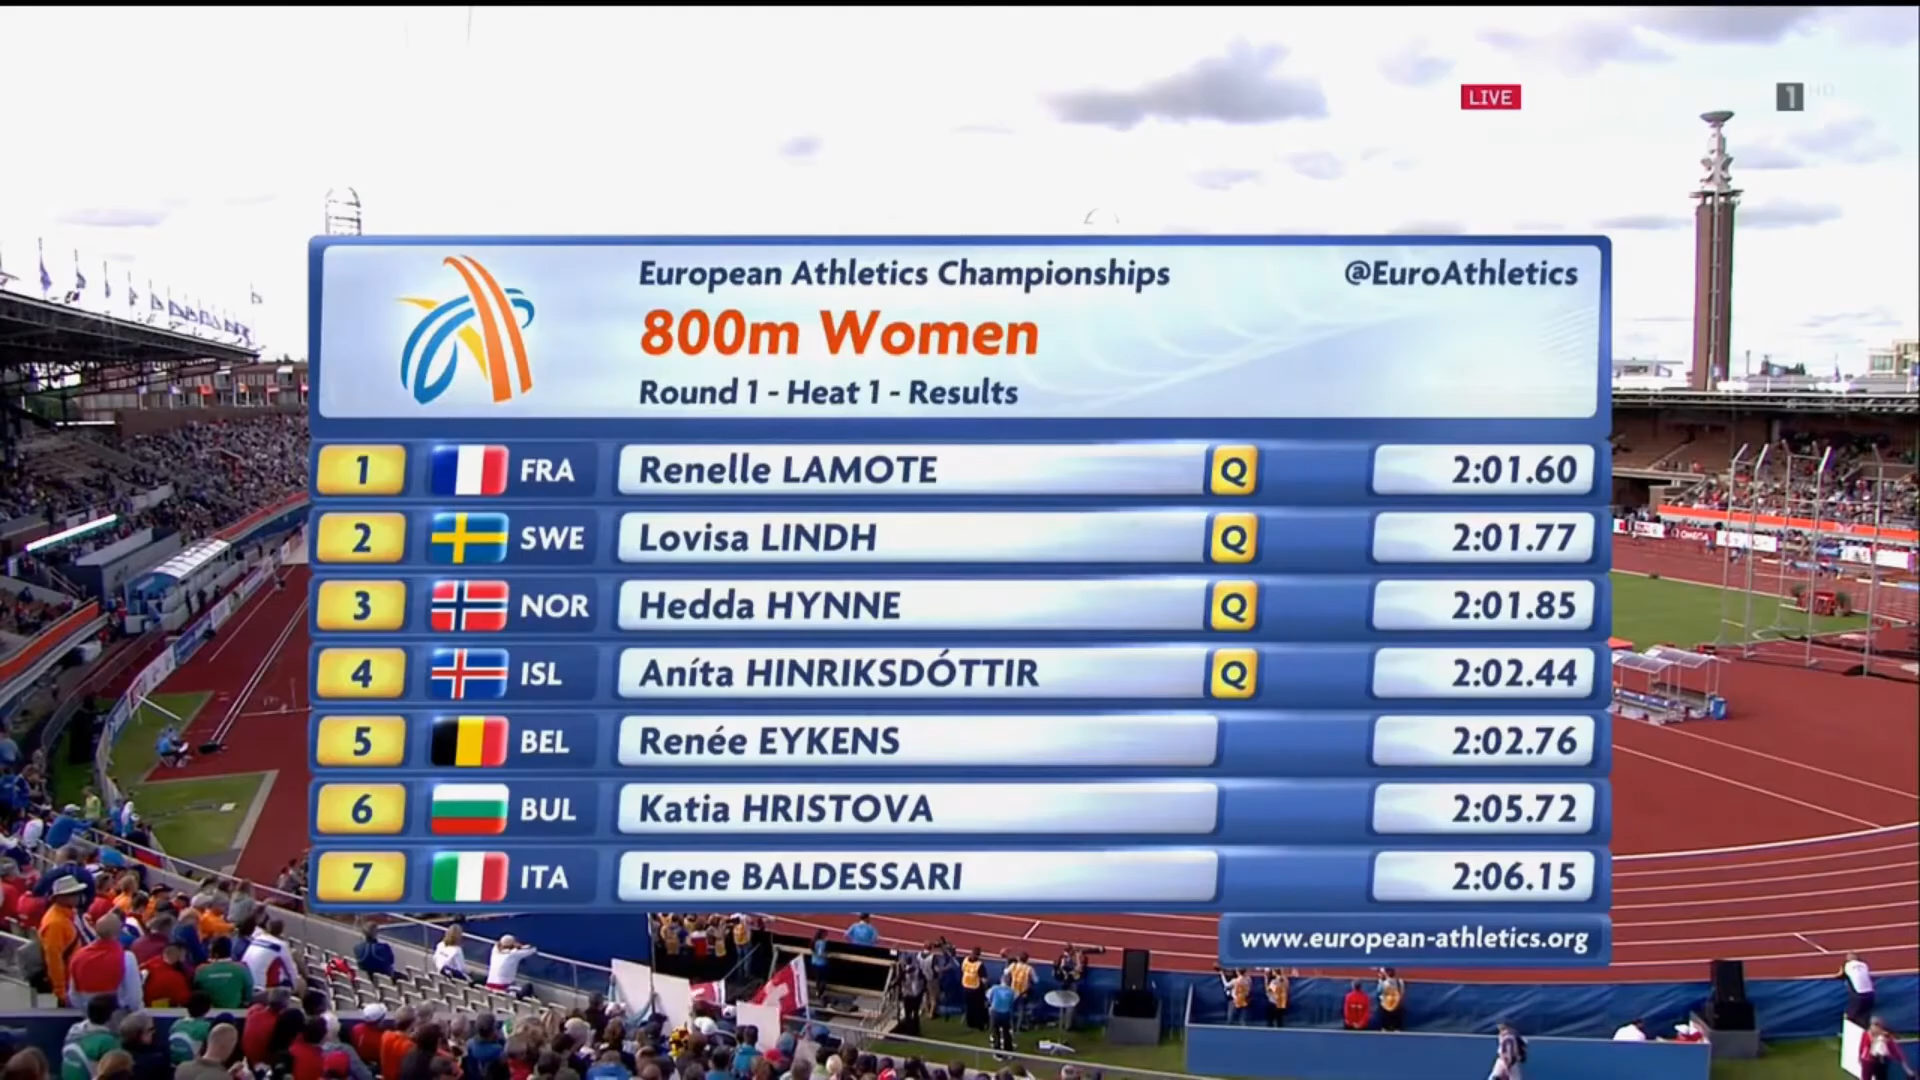 LIVE
1 HD
European Athletics Championships
@EuroAthletics
800m Women
Round 1 - Heat 1 - Results
1 FRA Renelle LAMOTE Q 2:01.60
2 SWE Lovisa LINDH Q 2:01.77
3 NOR Hedda HYNNE Q 2:01.85
4 ISL Aníta HINRIKSDÓTTIR Q 2:02.44
5 BEL Renée EYKENS 2:02.76
6 BUL Katia HRISTOVA 2:05.72
7 ITA Irene BALDESSARI 2:06.15
www.european-athletics.org